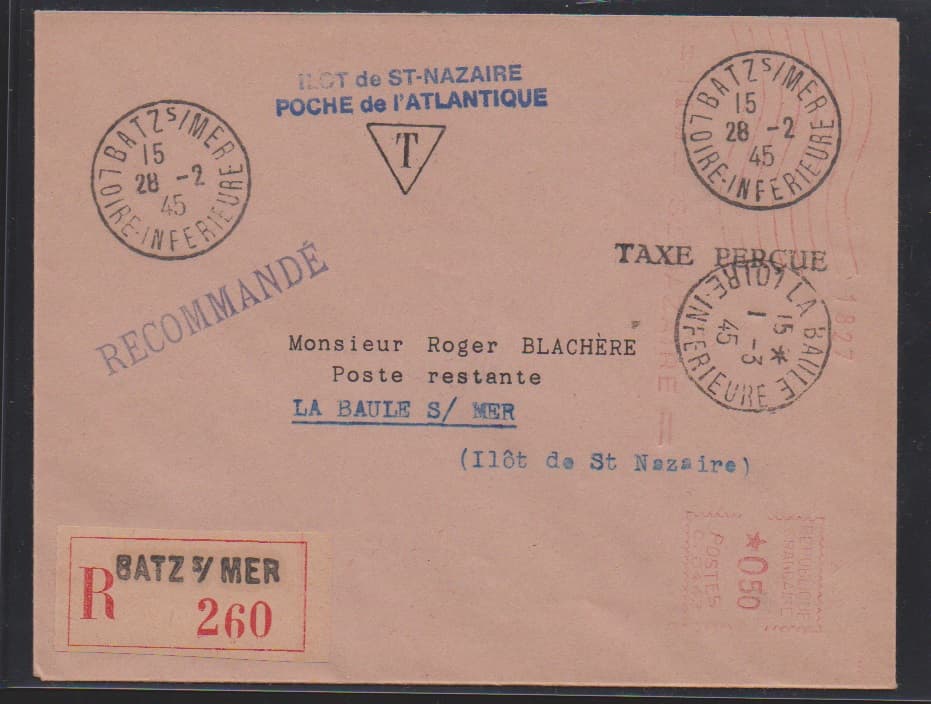 ILOT de ST-NAZAIRE
POCHE de l'ATLANTIQUE
T
BATZ S/MER
15
28 -2
45
LOIRE-INFERIEURE
BATZ S/MER
15
28 -2
45
LOIRE-INFERIEURE
RECOMMANDÉ
TAXE PERÇUE
LA BAULE
15 *
1 -3
45
LOIRE-INFERIEURE
1827
Monsieur Roger BLACHÈRE
Poste restante
LA BAULE S/ MER
(Ilôt de St Nazaire)
R
BATZ S/ MER
260
REPUBLIQUE
FRANÇAISE
★050
POSTES